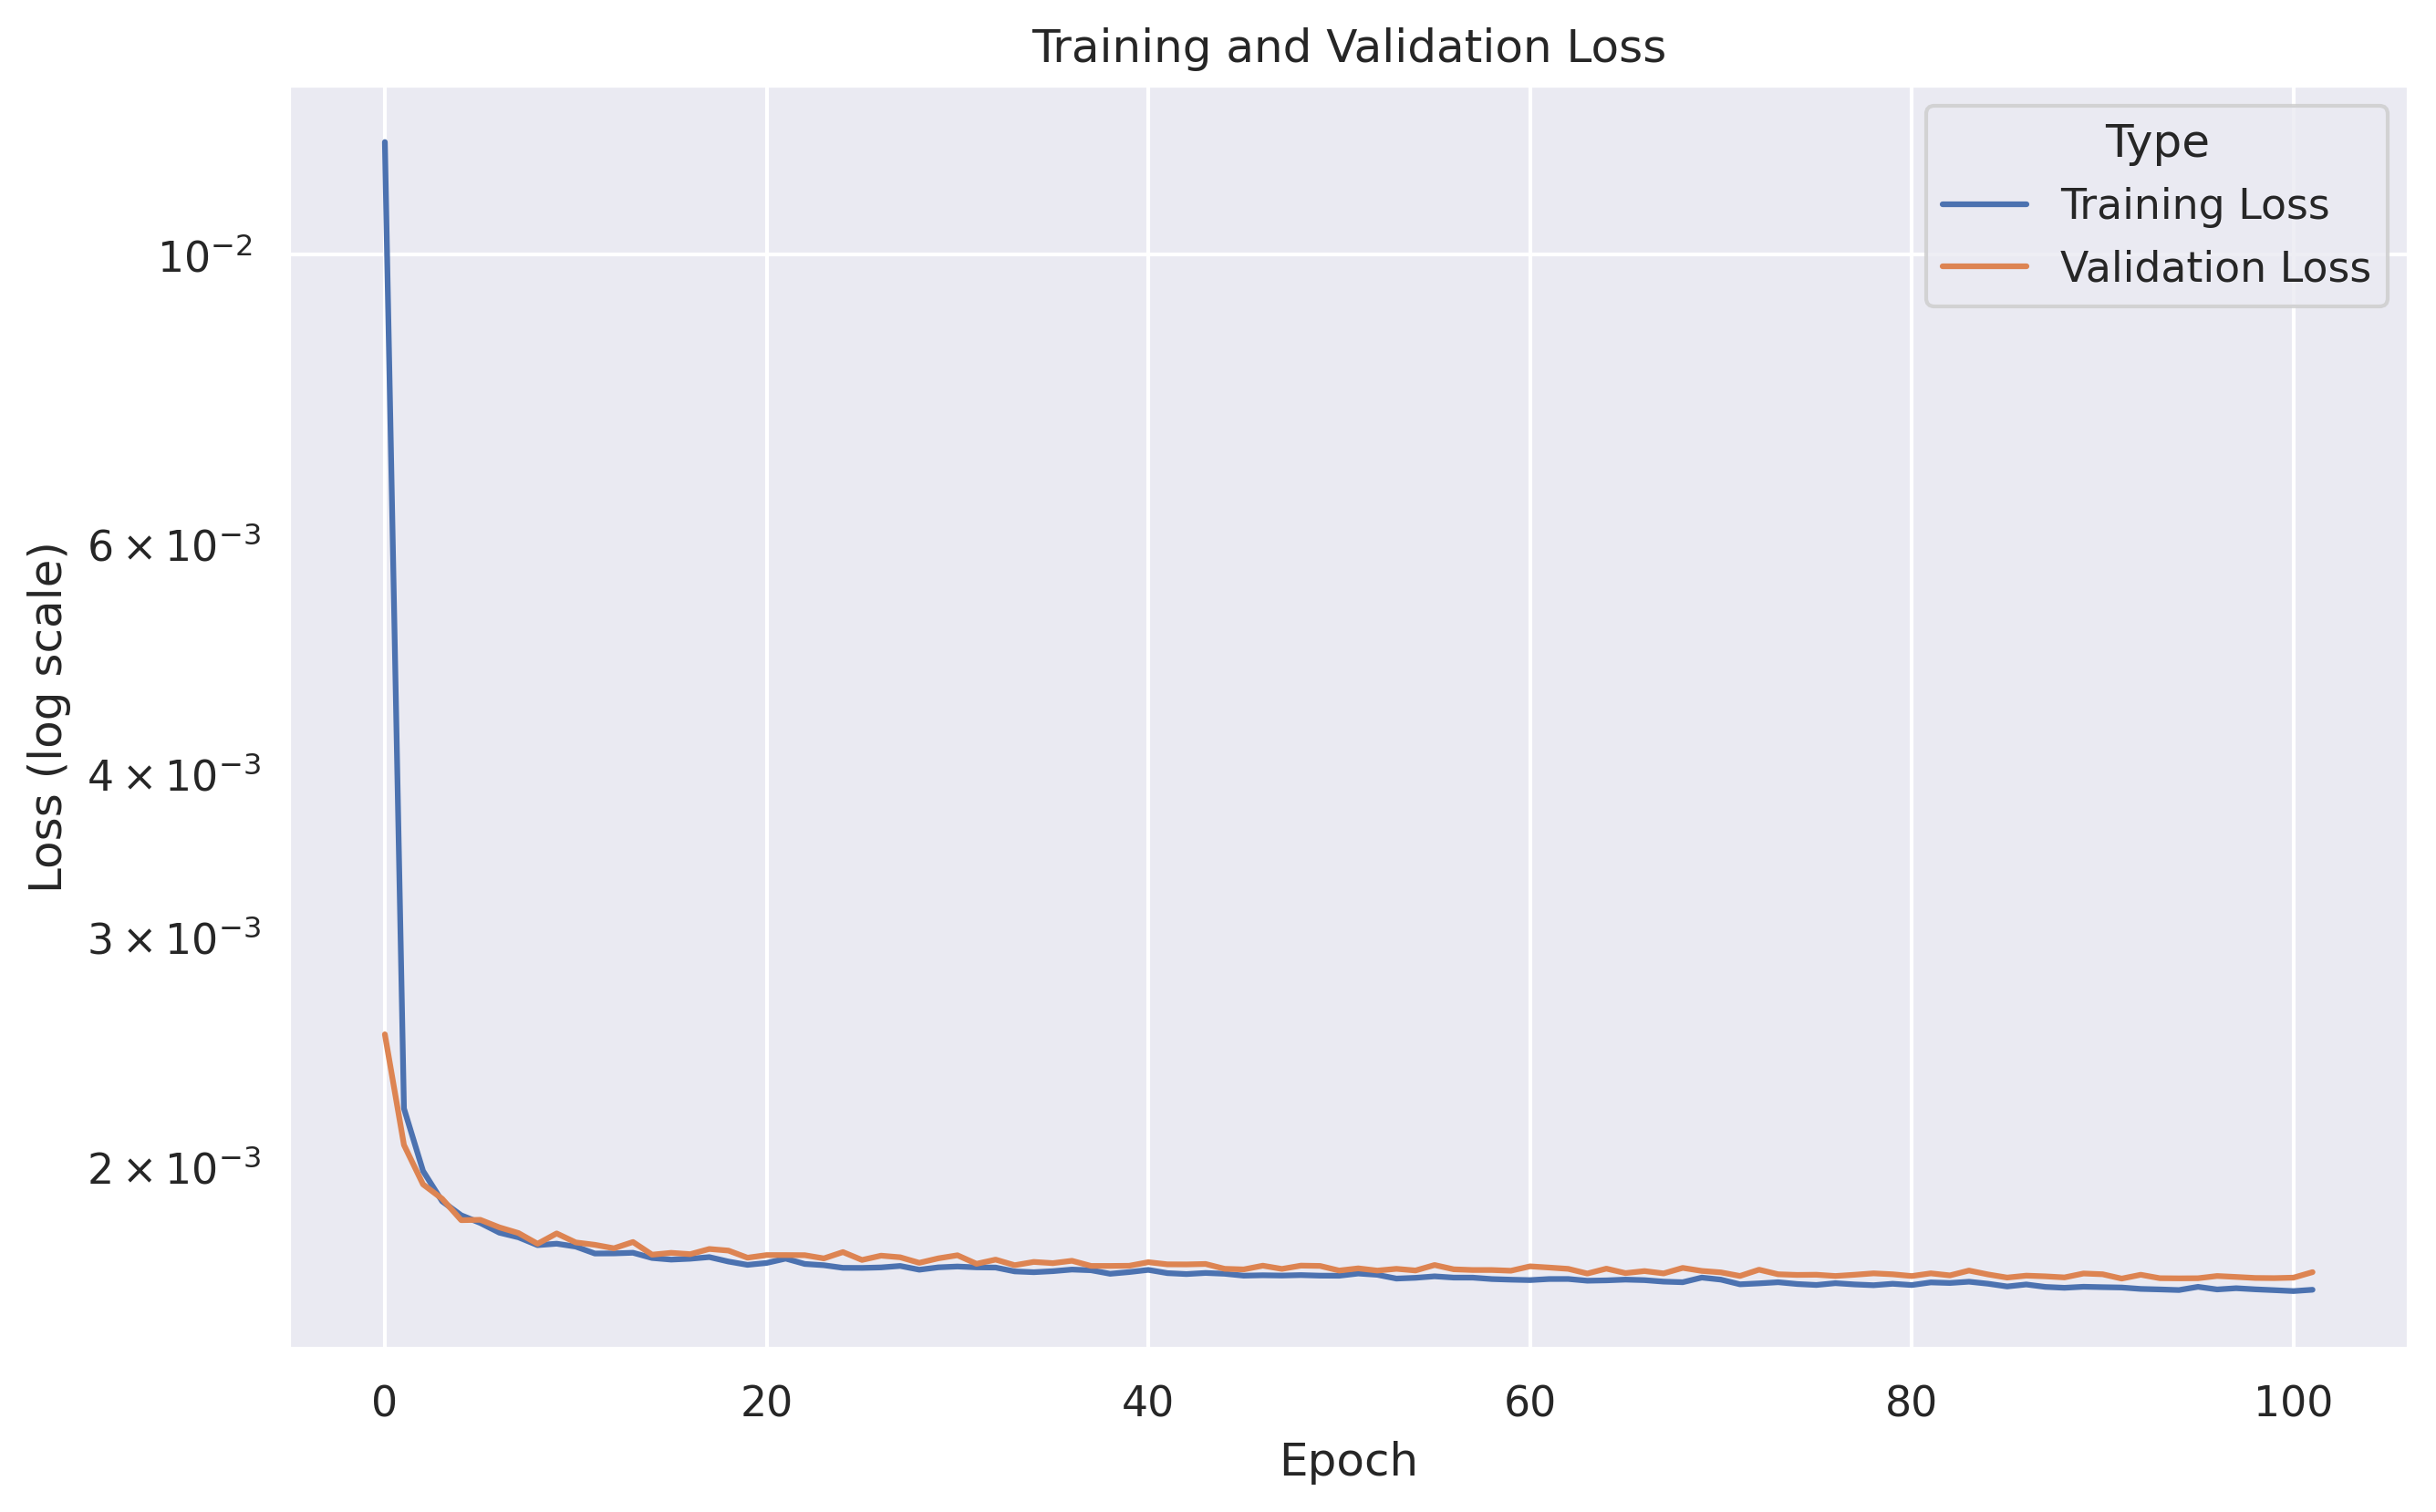 Training and Validation Loss
Type
Training Loss
Validation Loss
Loss (log scale)
10⁻²
6 × 10⁻³
4 × 10⁻³
3 × 10⁻³
2 × 10⁻³
0 20 40 60 80 100
Epoch